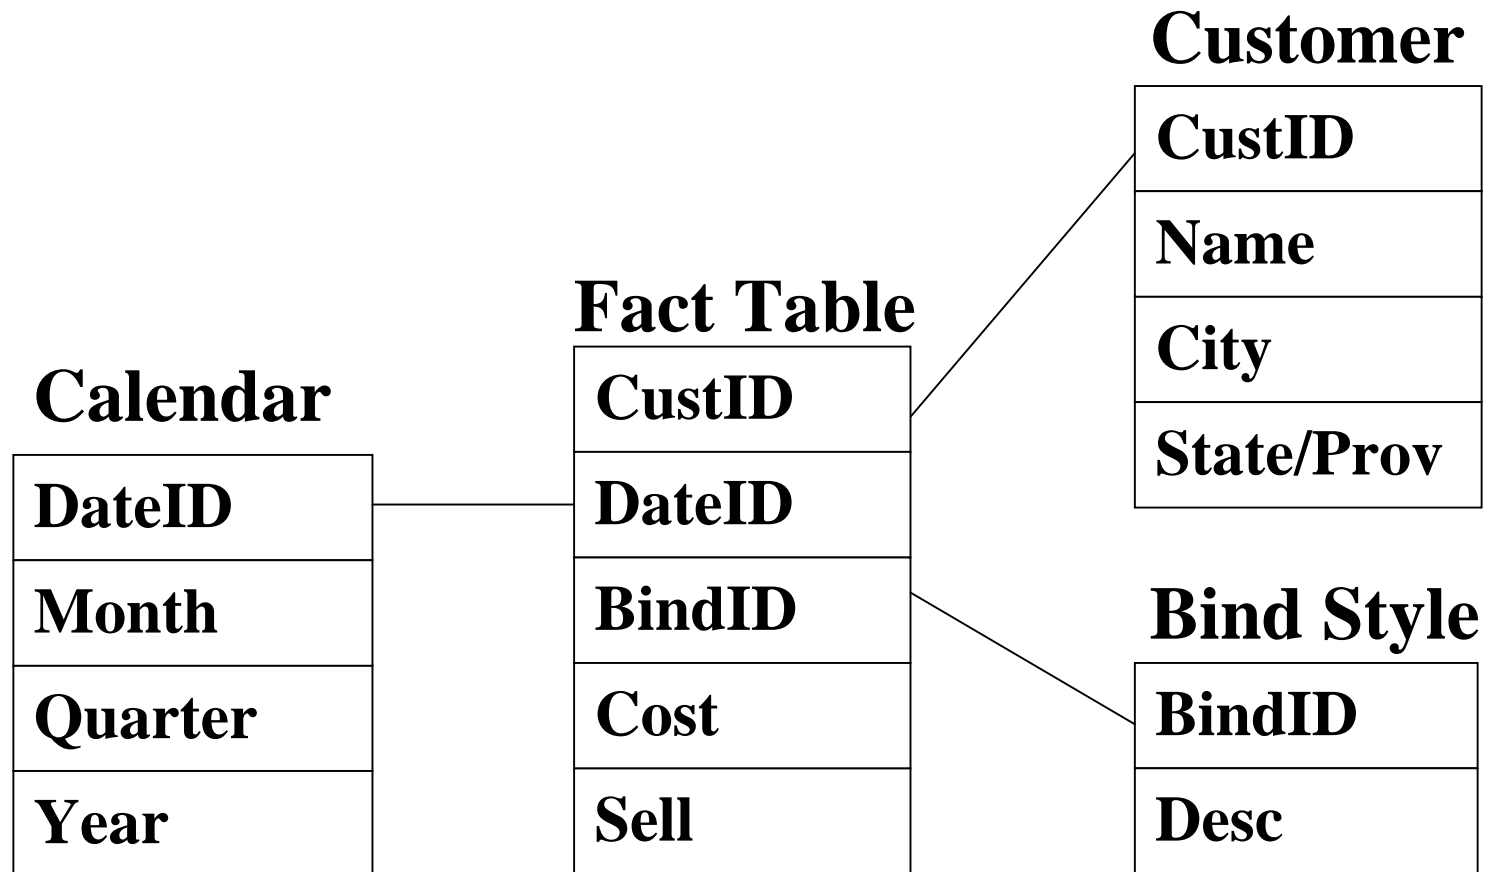 Calendar
DateID
Month
Quarter
Year
Fact Table
CustID
DateID
BindID
Cost
Sell
Customer
CustID
Name
City
State/Prov
Bind Style
BindID
Desc